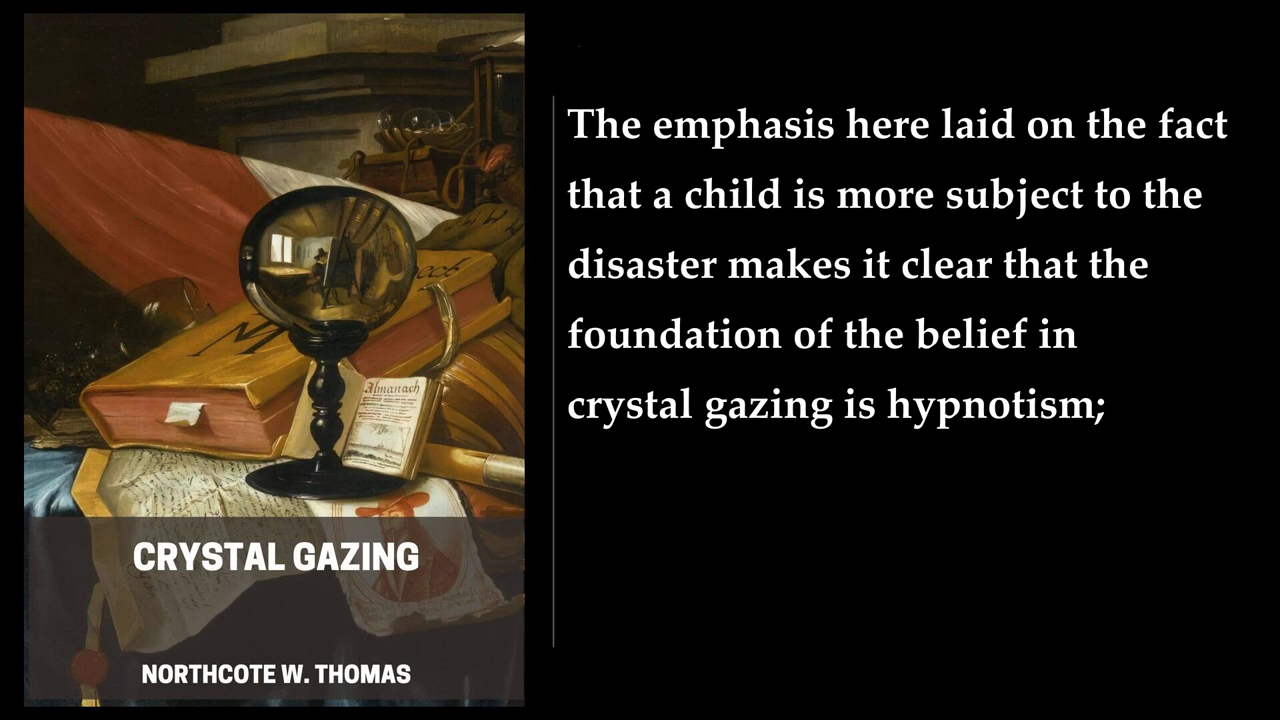 The emphasis here laid on the fact
that a child is more subject to the
disaster makes it clear that the
foundation of the belief in
crystal gazing is hypnotism;
M
Almanach
CRYSTAL GAZING
NORTHCOTE W. THOMAS